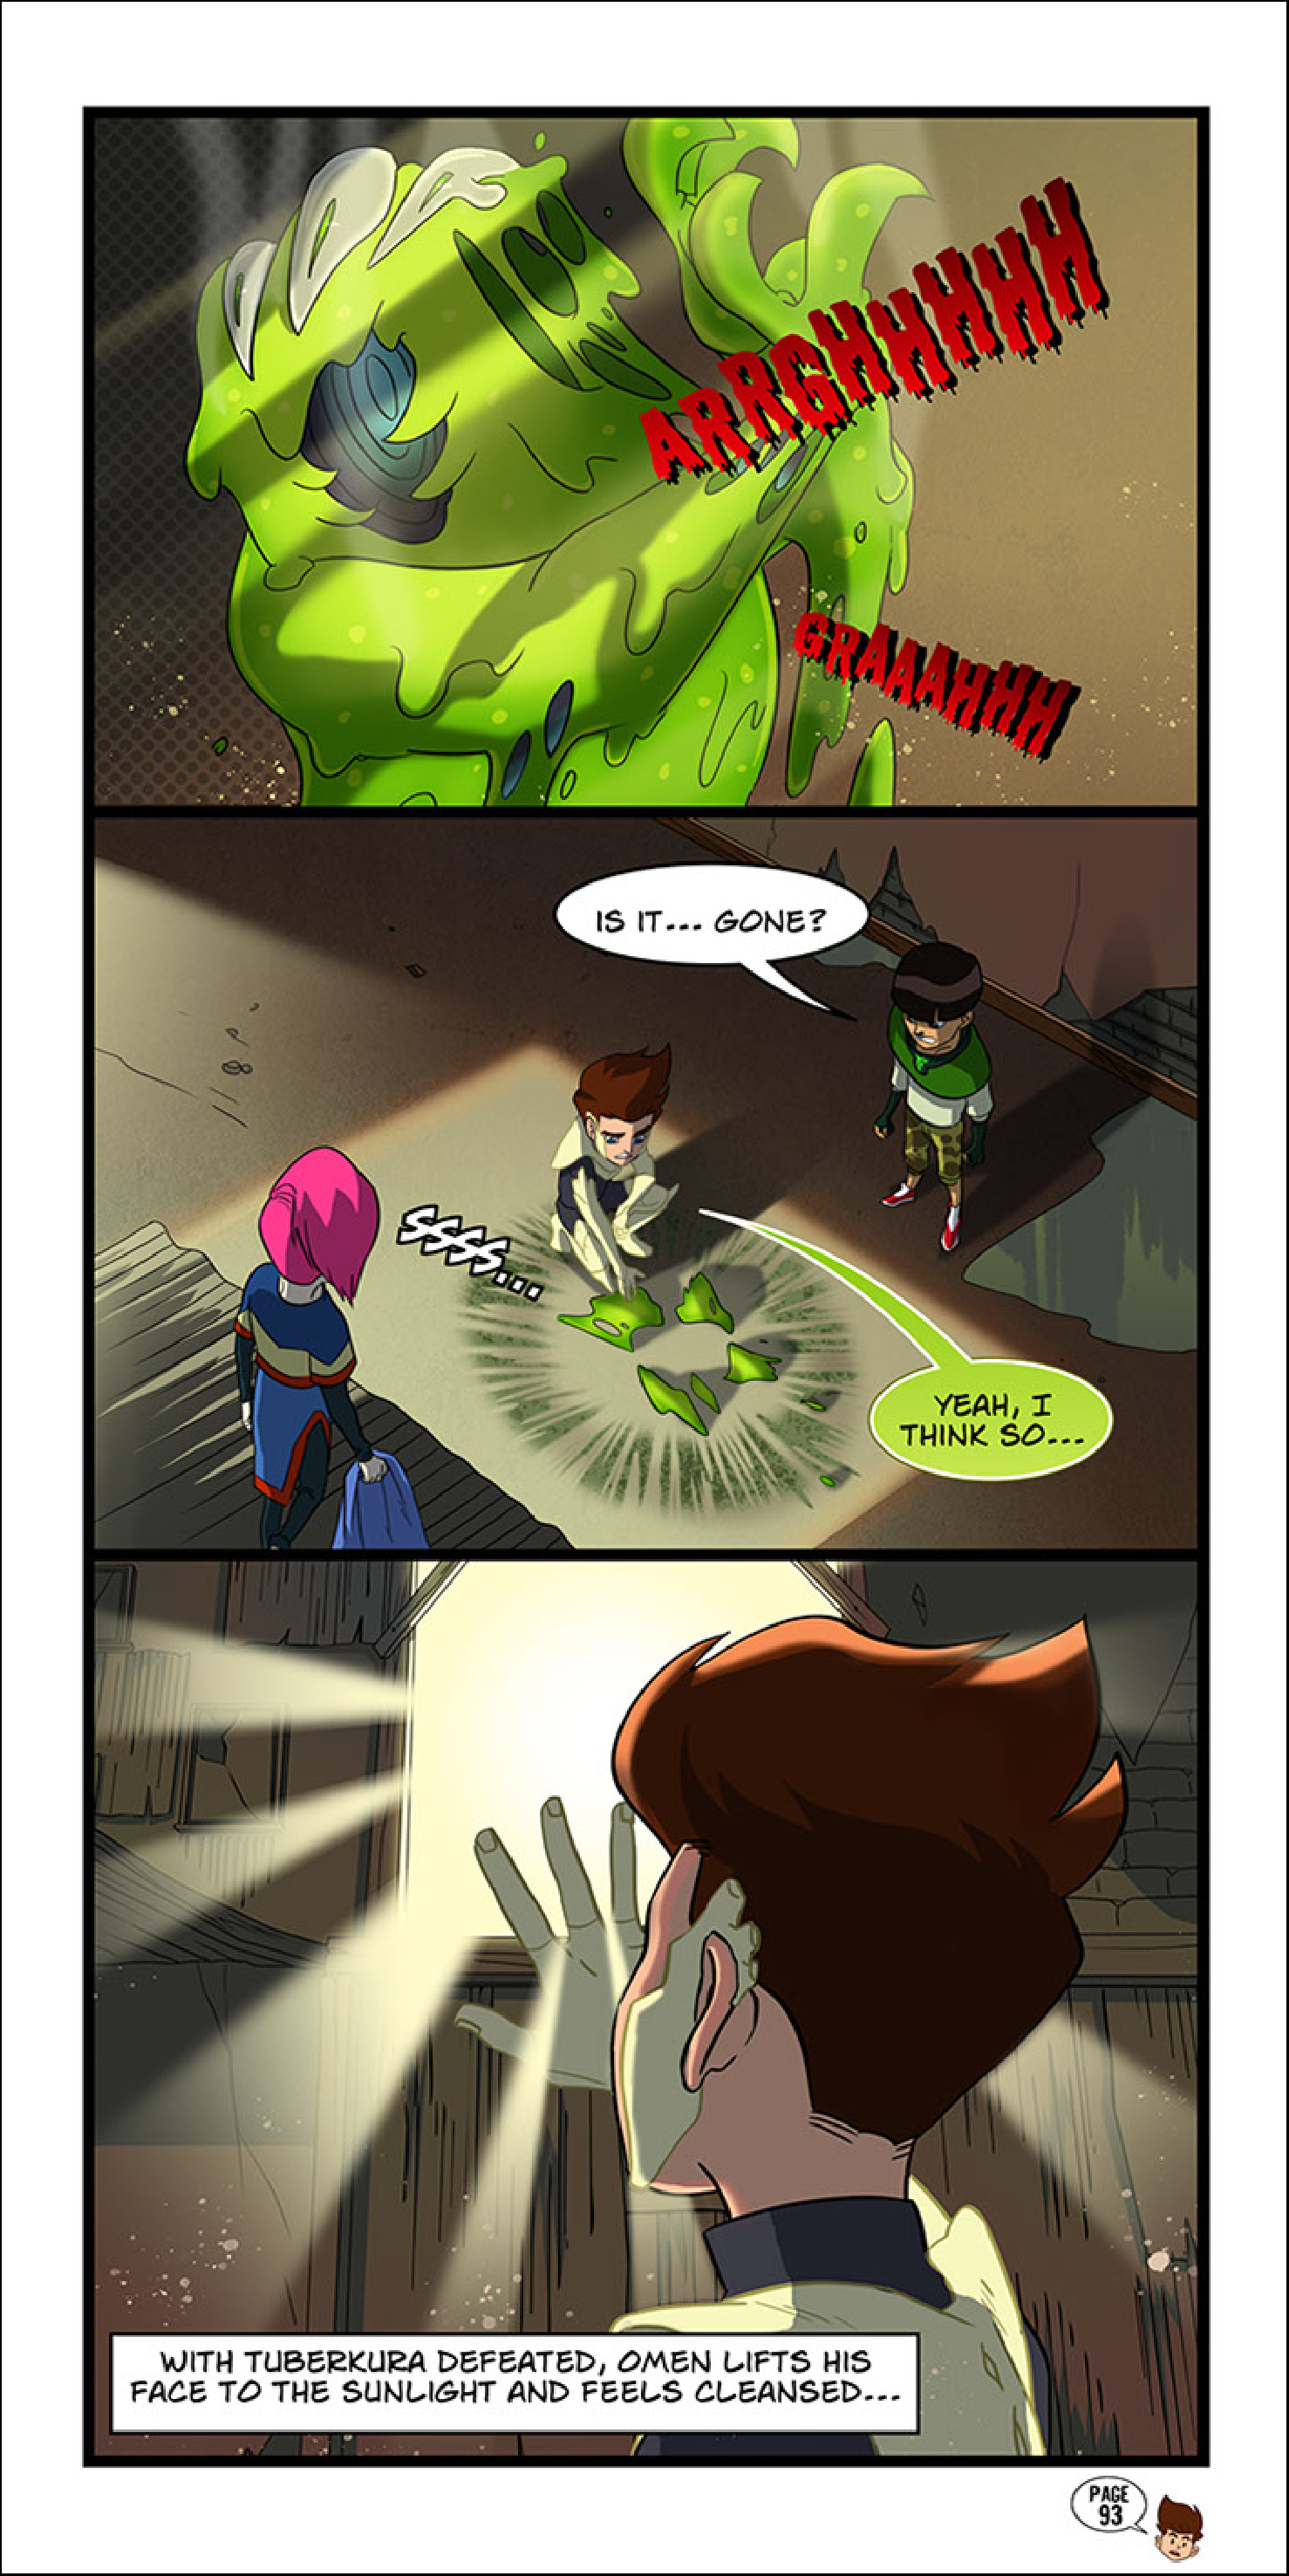 ARRGHHHHHH
GRAAAHHH
IS IT... GONE?
SSSS...
YEAH, I
THINK SO...
WITH TUBERKURA DEFEATED, OMEN LIFTS HIS
FACE TO THE SUNLIGHT AND FEELS CLEANSED...
PAGE
93